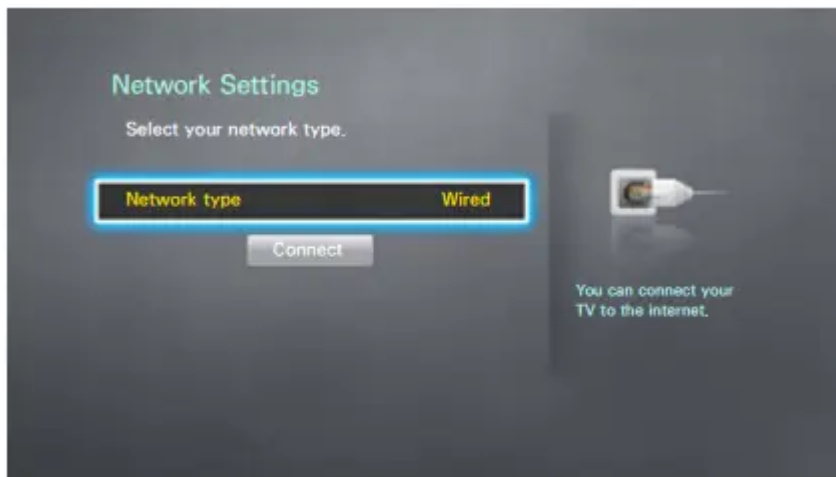 Network Settings
Select your network type.
Network type Wired
Connect
You can connect your
TV to the internet.